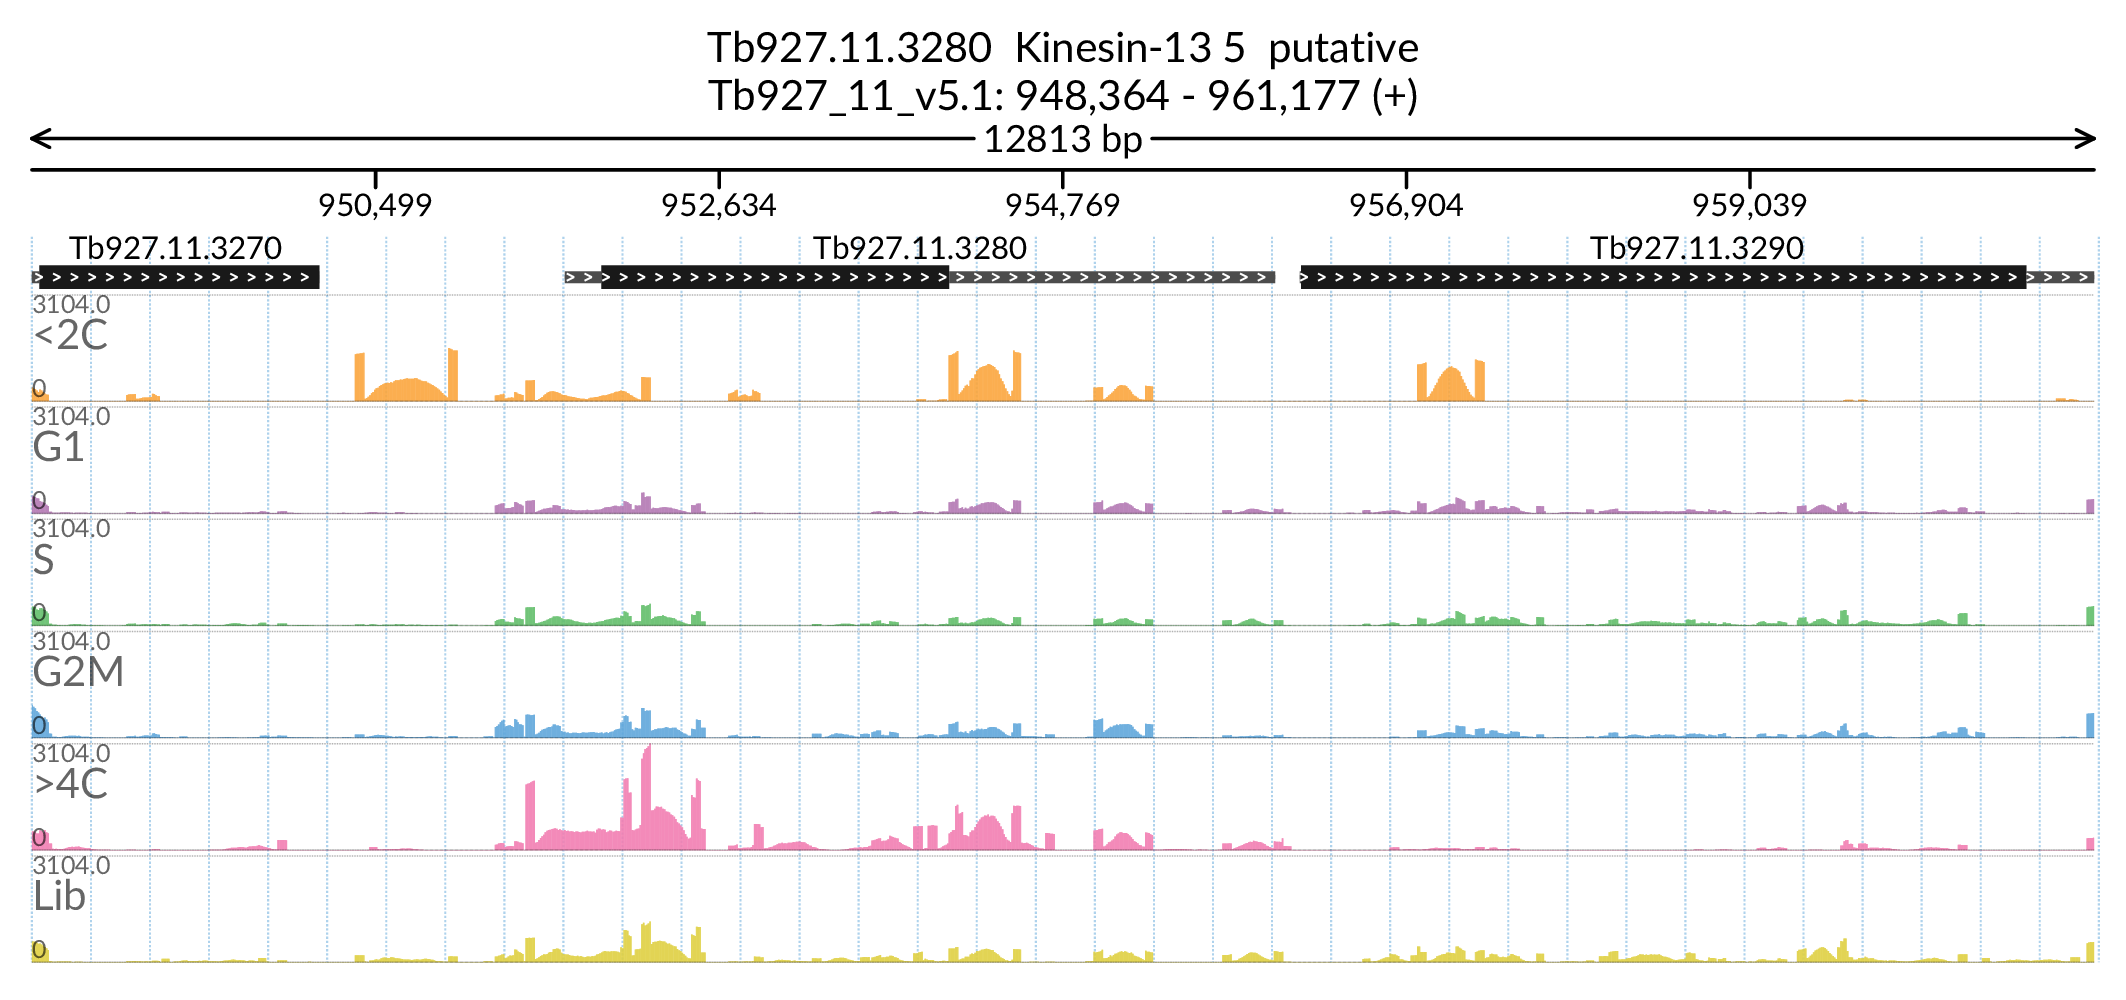 Tb927.11.3280 Kinesin-13 5 putative
Tb927_11_v5.1: 948,364 - 961,177 (+)
12813 bp
950,499 952,634 954,769 956,904 959,039
Tb927.11.3270 Tb927.11.3280 Tb927.11.3290
3104.0
<2C
0
3104.0
G1
0
3104.0
S
0
3104.0
G2M
0
3104.0
>4C
0
3104.0
Lib
0